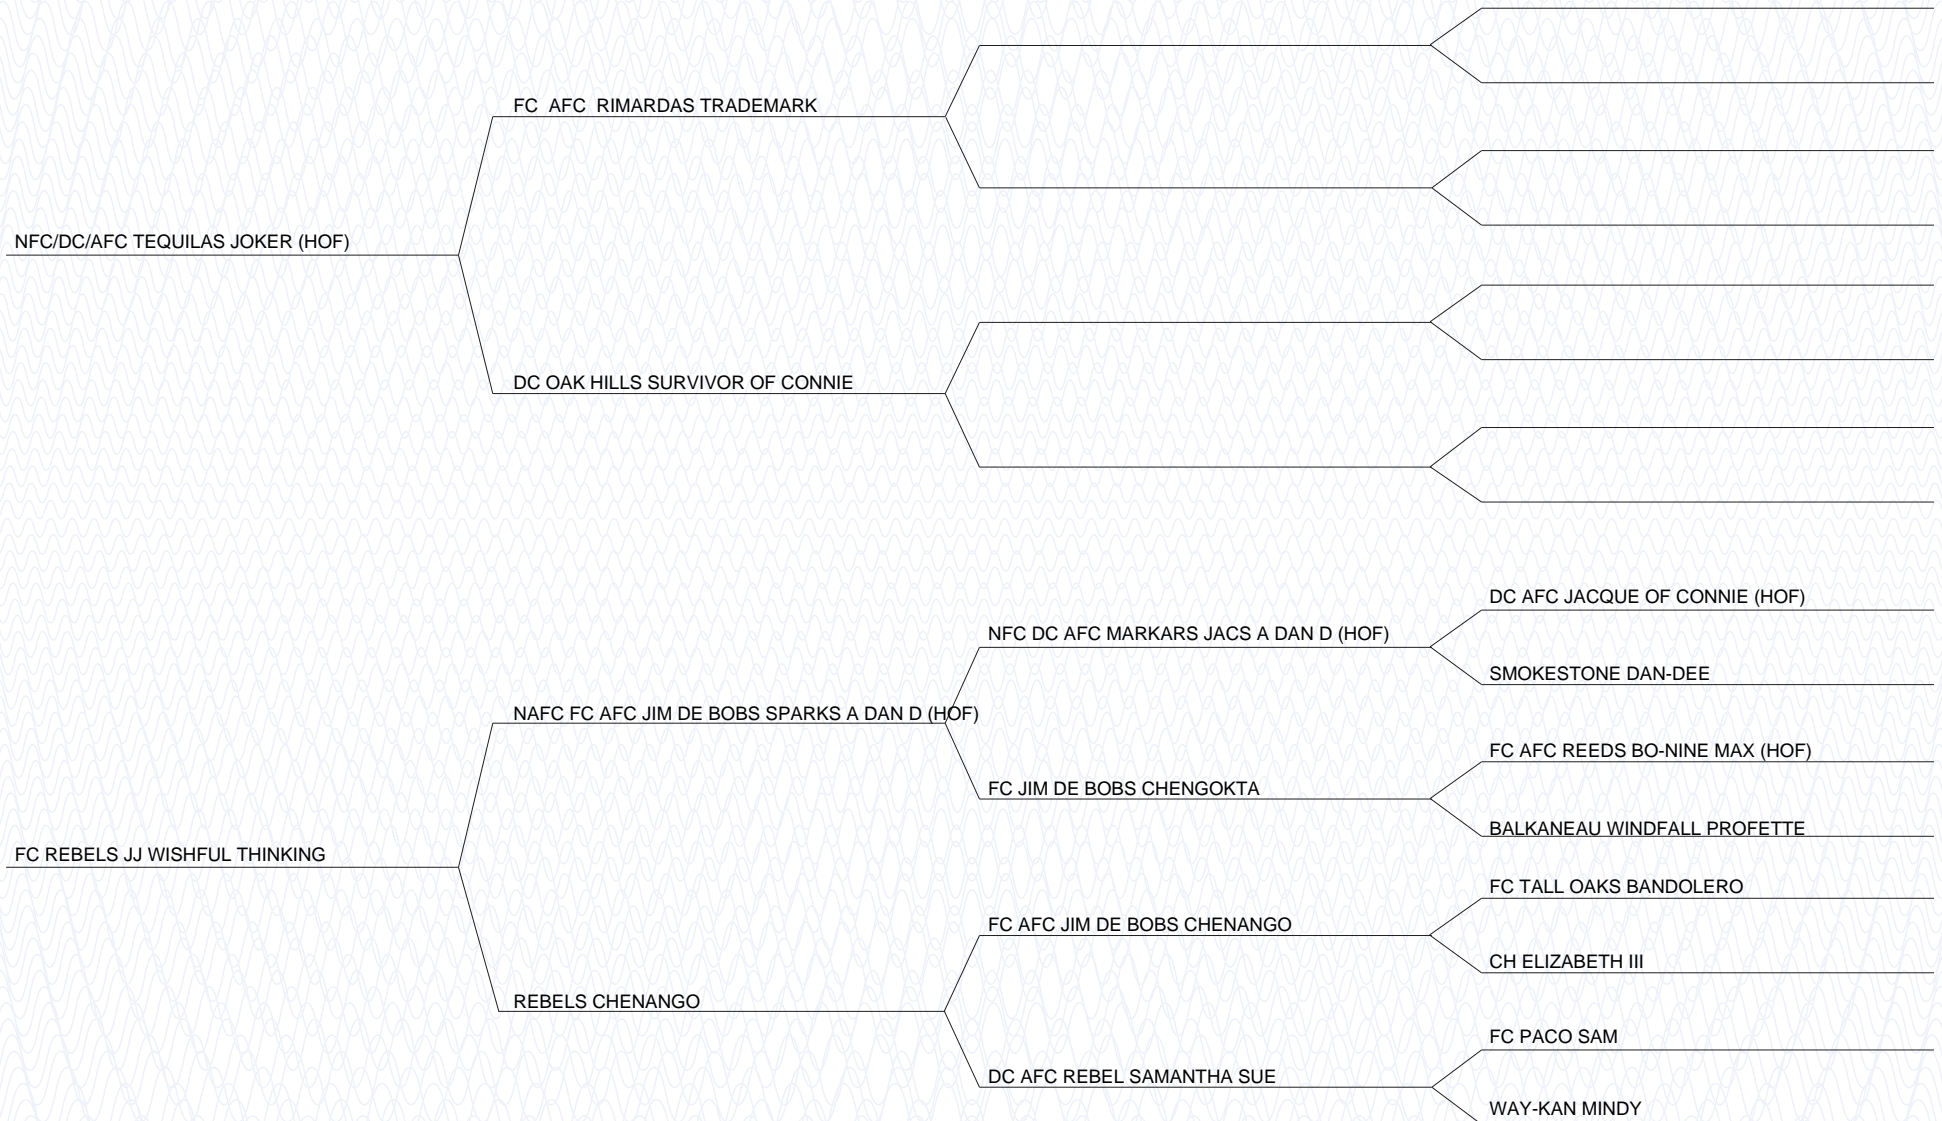 FC  AFC  RIMARDAS TRADEMARK
NFC/DC/AFC TEQUILAS JOKER (HOF)
DC OAK HILLS SURVIVOR OF CONNIE
DC AFC JACQUE OF CONNIE (HOF)
NFC DC AFC MARKARS JACS A DAN D (HOF)
SMOKESTONE DAN-DEE
NAFC FC AFC JIM DE BOBS SPARKS A DAN D (HOF)
FC AFC REEDS BO-NINE MAX (HOF)
FC JIM DE BOBS CHENGOKTA
BALKANEAU WINDFALL PROFETTE
FC REBELS JJ WISHFUL THINKING
FC TALL OAKS BANDOLERO
FC AFC JIM DE BOBS CHENANGO
CH ELIZABETH III
REBELS CHENANGO
FC PACO SAM
DC AFC REBEL SAMANTHA SUE
WAY-KAN MINDY